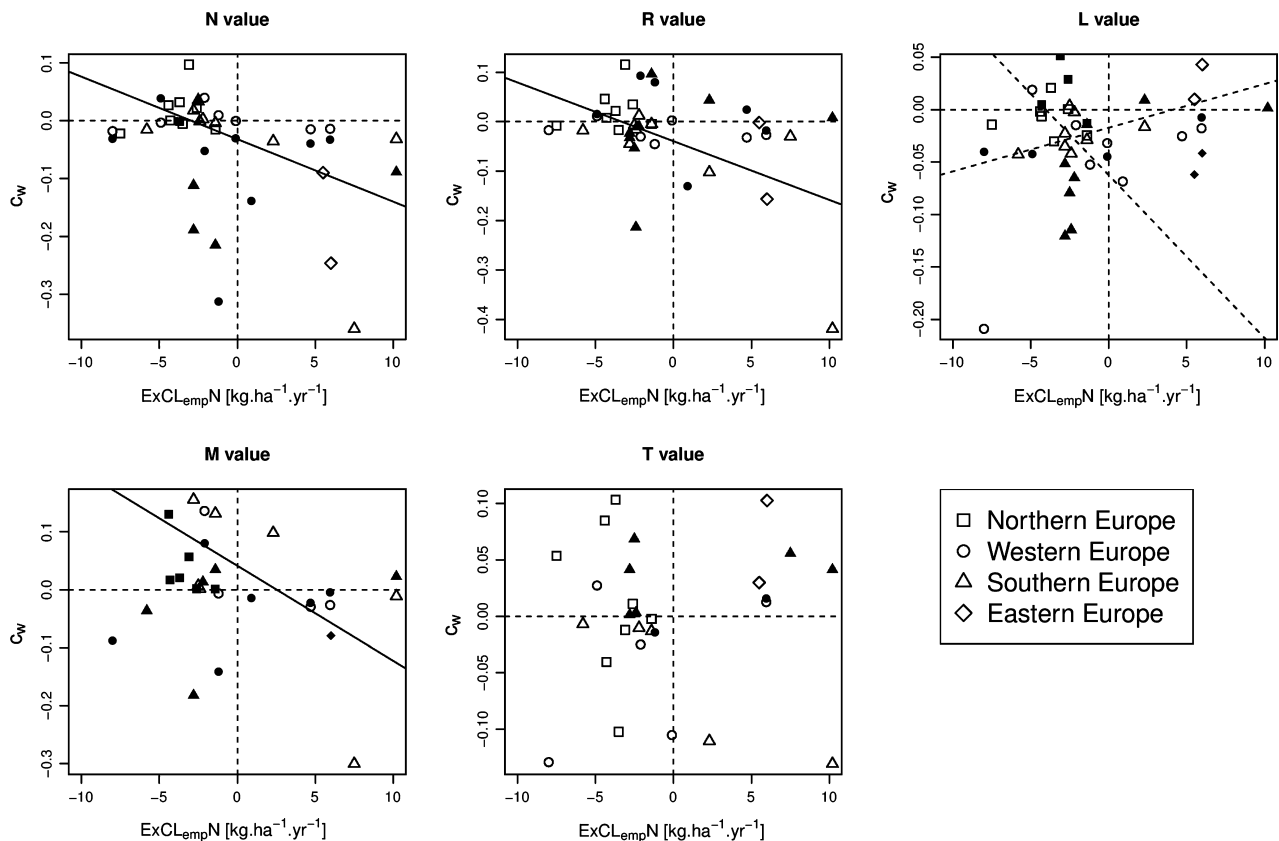 N value
0.1
0.0
−0.1
−0.2
−0.3
c_w
−10 −5 0 5 10
ExCL_empN [kg.ha⁻¹.yr⁻¹]
R value
0.1
0.0
−0.1
−0.2
−0.3
−0.4
c_w
−10 −5 0 5 10
ExCL_empN [kg.ha⁻¹.yr⁻¹]
L value
0.05
0.00
−0.05
−0.10
−0.15
−0.20
c_w
−10 −5 0 5 10
ExCL_empN [kg.ha⁻¹.yr⁻¹]
M value
0.1
0.0
−0.1
−0.2
−0.3
c_w
−10 −5 0 5 10
ExCL_empN [kg.ha⁻¹.yr⁻¹]
T value
0.10
0.05
0.00
−0.05
−0.10
c_w
−10 −5 0 5 10
ExCL_empN [kg.ha⁻¹.yr⁻¹]
Northern Europe
Western Europe
Southern Europe
Eastern Europe